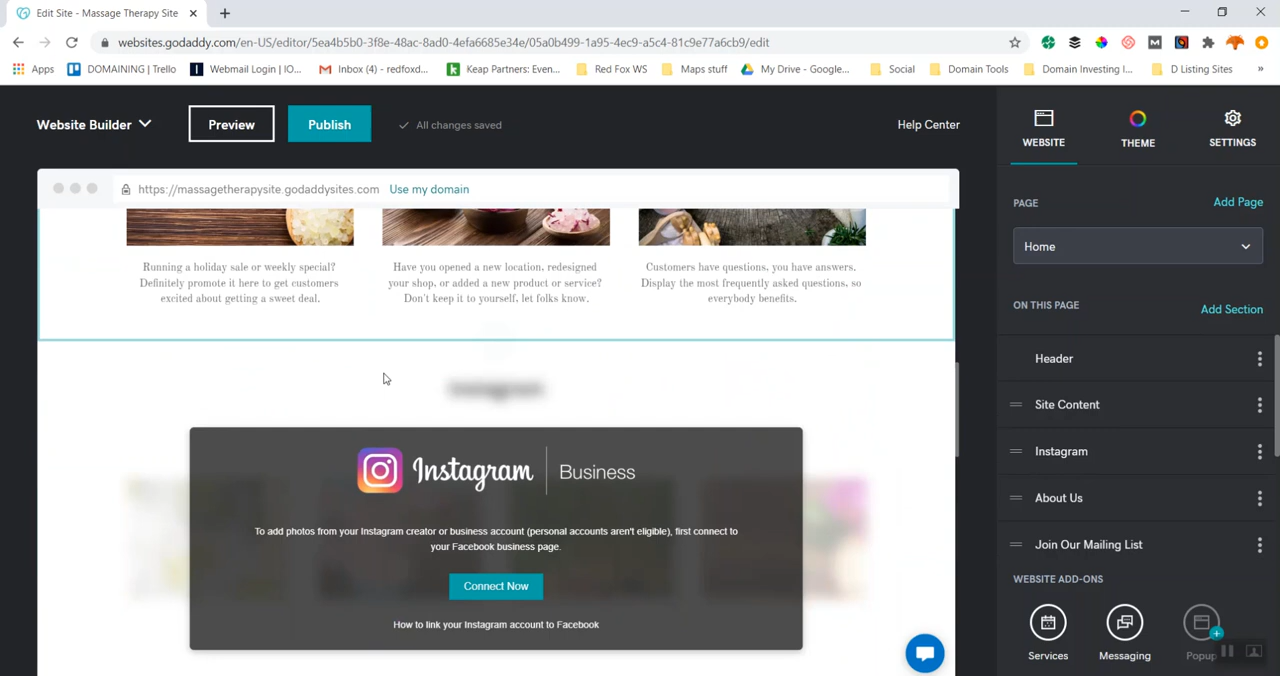 Edit Site - Massage Therapy Site
websites.godaddy.com/en-US/editor/5ea4b5b0-3f8e-48ac-8ad0-4efa6685e34e/05a0b499-1a95-4ec9-a5c4-81c9e77a6cb9/edit
Apps DOMAINING | Trello Webmail Login | IO... Inbox (4) - redfoxd... Keap Partners: Even... Red Fox WS Maps stuff My Drive - Google... Social Domain Tools Domain Investing I... D Listing Sites »
Website Builder Preview Publish All changes saved Help Center
WEBSITE THEME SETTINGS
https://massagetherapysite.godaddysites.com Use my domain
PAGE Add Page
Home
Running a holiday sale or weekly special?
Definitely promote it here to get customers
excited about getting a sweet deal.
Have you opened a new location, redesigned
your shop, or added a new product or service?
Don't keep it to yourself, let folks know.
Customers have questions, you have answers.
Display the most frequently asked questions, so
everybody benefits.
ON THIS PAGE Add Section
Header
Site Content
Instagram
About Us
Join Our Mailing List
Instagram
Instagram Business
To add photos from your Instagram creator or business account (personal accounts aren't eligible), first connect to
your Facebook business page.
Connect Now
How to link your Instagram account to Facebook
WEBSITE ADD-ONS
Services Messaging Popup